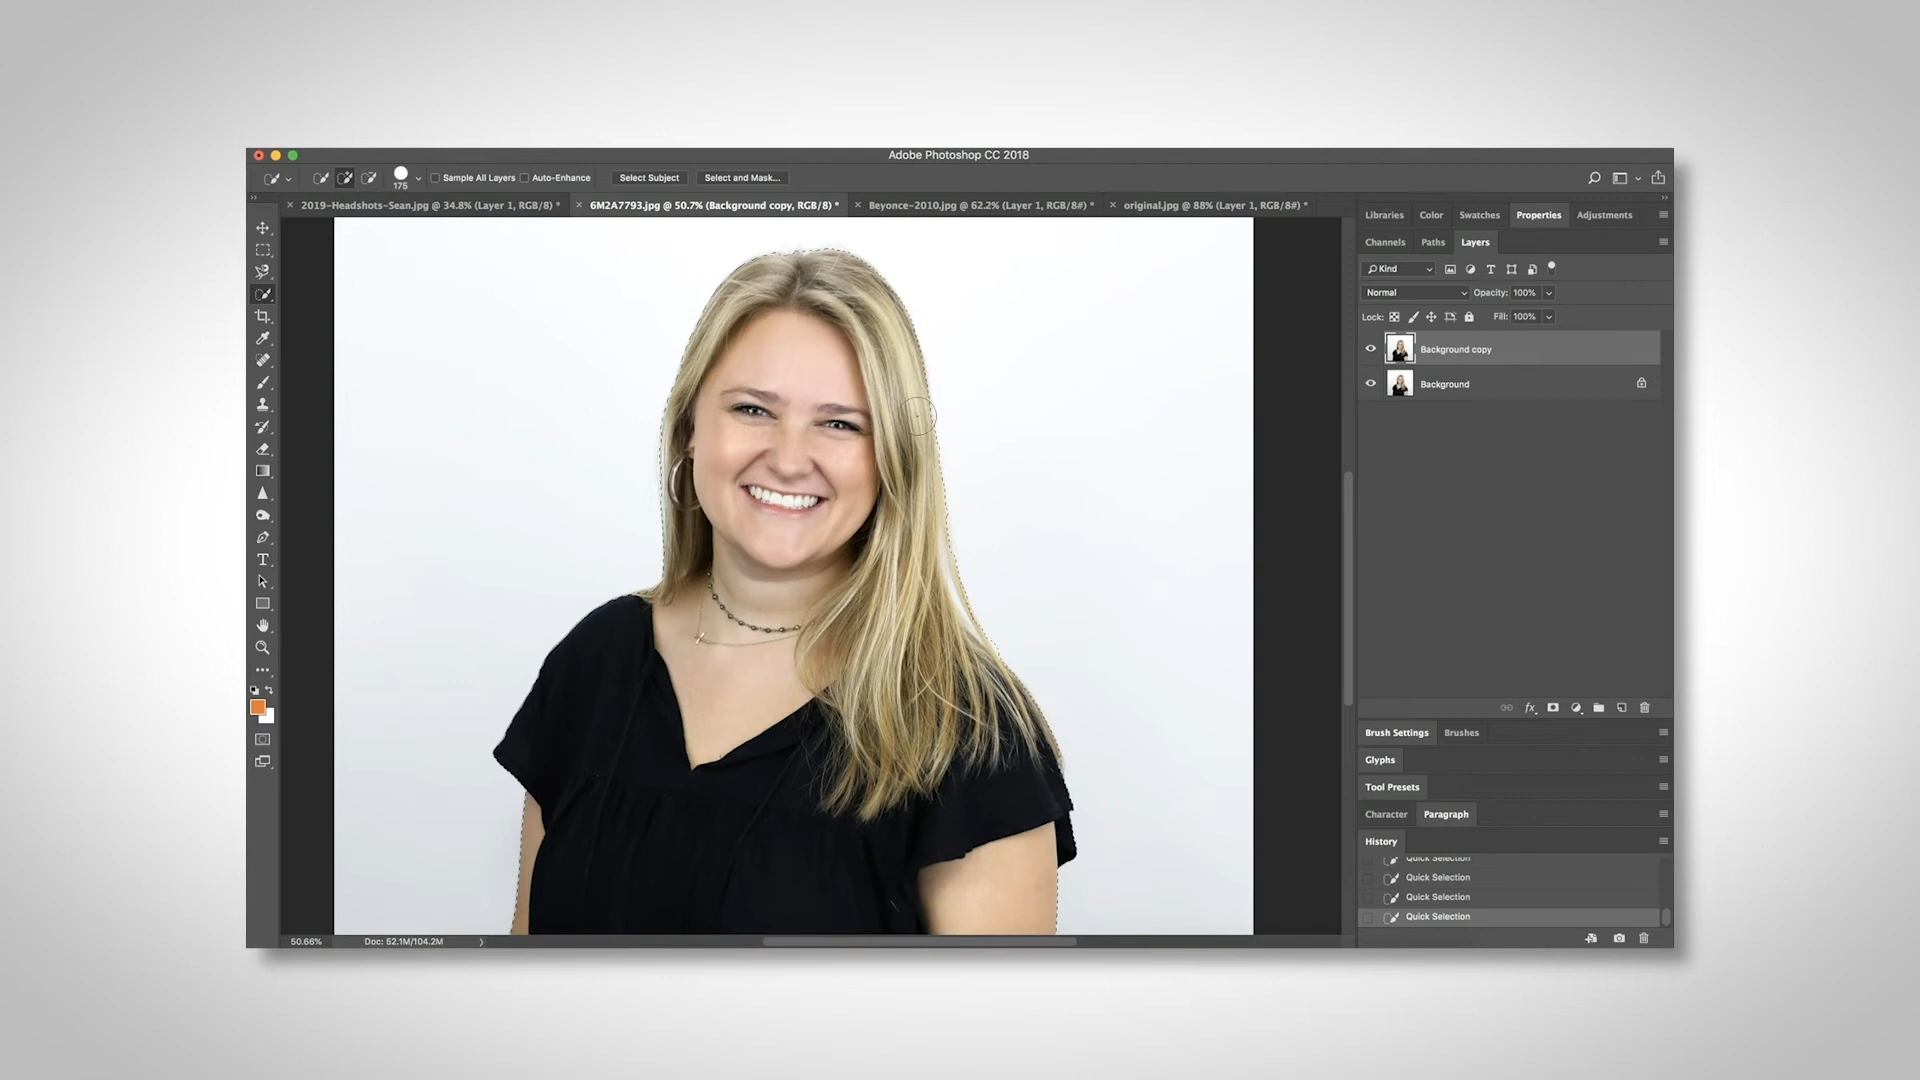 Adobe Photoshop CC 2018
175
Sample All Layers
Auto-Enhance
Select Subject
Select and Mask...
2019-Headshots-Sean.jpg @ 34.8% (Layer 1, RGB/8) *
6M2A7793.jpg @ 50.7% (Background copy, RGB/8) *
Beyonce-2010.jpg @ 62.2% (Layer 1, RGB/8#) *
original.jpg @ 88% (Layer 1, RGB/8#) *
Libraries
Color
Swatches
Properties
Adjustments
Channels
Paths
Layers
Kind
Normal
Opacity: 100%
Lock:
Fill: 100%
Background copy
Background
fx
Brush Settings
Brushes
Glyphs
Tool Presets
Character
Paragraph
History
Quick Selection
Quick Selection
Quick Selection
Quick Selection
50.66%
Doc: 52.1M/104.2M